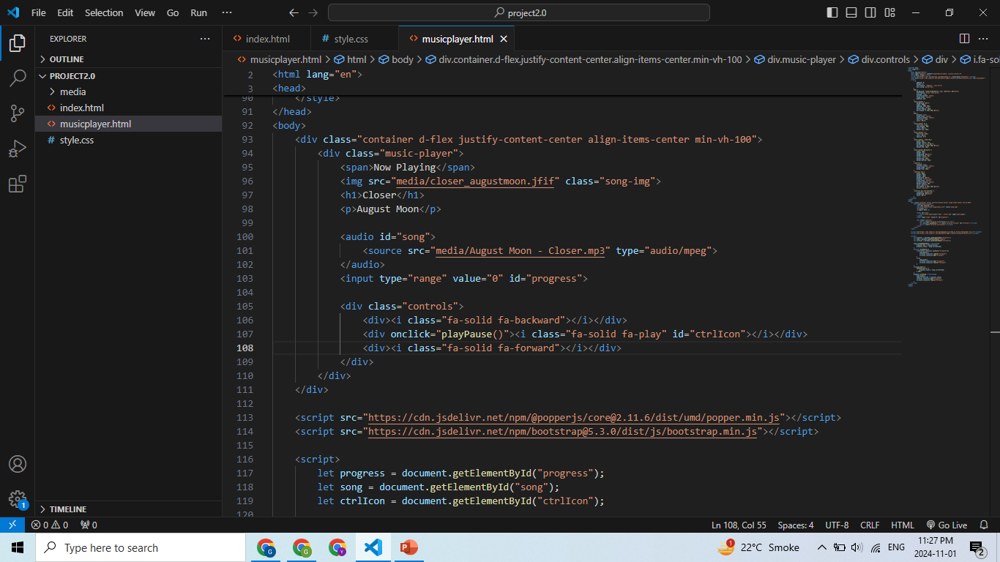 File Edit Selection View Go Run ··· project2.0
EXPLORER ···
OUTLINE
PROJECT2.0
media
index.html
musicplayer.html
style.css
TIMELINE
index.html # style.css musicplayer.html
musicplayer.html > html > body > div.container.d-flex.justify-content-center.align-items-center.min-vh-100 > div.music-player > div.controls > div > i.fa-so
2 <html lang="en">
3 <head>
90 </style>
91 </head>
92 <body>
93 <div class="container d-flex justify-content-center align-items-center min-vh-100">
94 <div class="music-player">
95 <span>Now Playing</span>
96 <img src="media/closer_augustmoon.jfif" class="song-img">
97 <h1>Closer</h1>
98 <p>August Moon</p>
99
100 <audio id="song">
101 <source src="media/August Moon - Closer.mp3" type="audio/mpeg">
102 </audio>
103 <input type="range" value="0" id="progress">
104
105 <div class="controls">
106 <div><i class="fa-solid fa-backward"></i></div>
107 <div onclick="playPause()"><i class="fa-solid fa-play" id="ctrlIcon"></i></div>
108 <div><i class="fa-solid fa-forward"></i></div>
109 </div>
110 </div>
111 </div>
112
113 <script src="https://cdn.jsdelivr.net/npm/@popperjs/core@2.11.6/dist/umd/popper.min.js"></script>
114 <script src="https://cdn.jsdelivr.net/npm/bootstrap@5.3.0/dist/js/bootstrap.min.js"></script>
115
116 <script>
117 let progress = document.getElementById("progress");
118 let song = document.getElementById("song");
119 let ctrlIcon = document.getElementById("ctrlIcon");
120
1
0 0 0 Ln 108, Col 55 Spaces: 4 UTF-8 CRLF HTML Go Live
Type here to search
G G Y P 1 22°C Smoke ENG 11:27 PM
2024-11-01 2